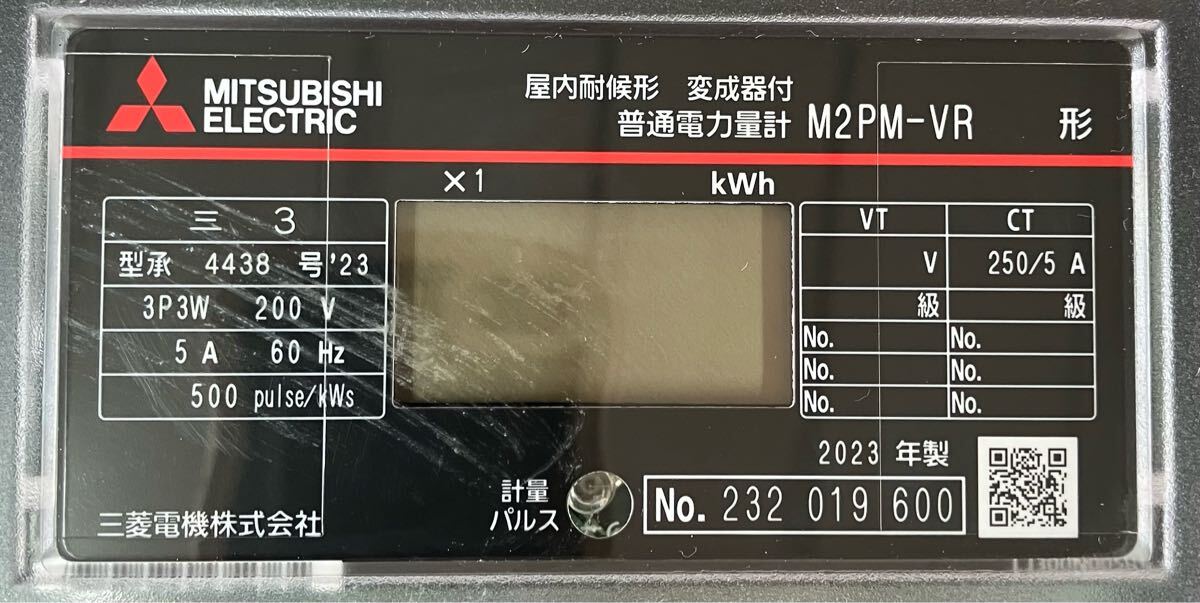 MITSUBISHI
ELECTRIC
屋内耐候形 変成器付
普通電力量計 M2PM-VR 形
×1 kWh
三 3
型承 4438 号 '23
3P3W 200 V
5 A 60 Hz
500 pulse/kWs
VT CT
V 250/5 A
級 級
No. No.
No. No.
No. No.
2023 年製
計量
パルス
No. 232 019 600
三菱電機株式会社